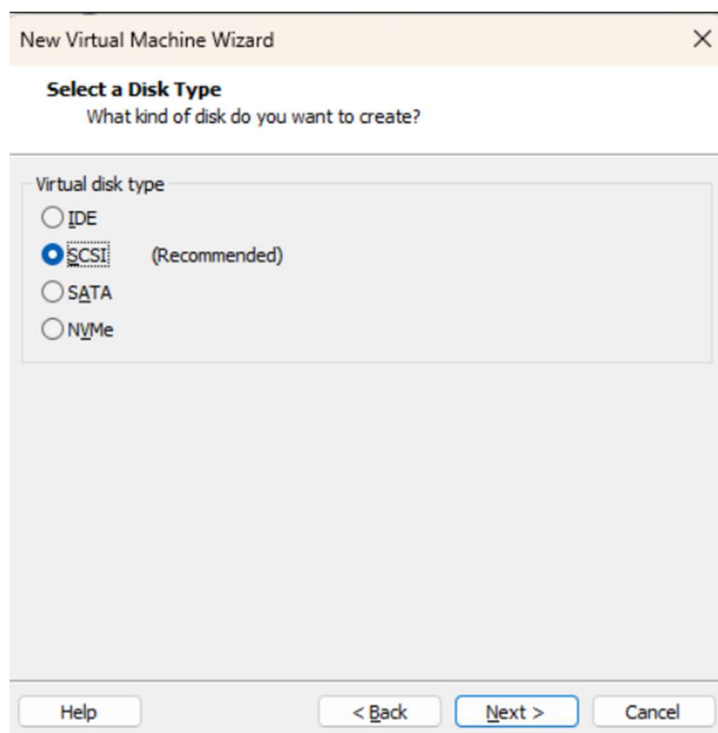 New Virtual Machine Wizard
Select a Disk Type
What kind of disk do you want to create?
Virtual disk type
IDE
SCSI (Recommended)
SATA
NVMe
Help < Back Next > Cancel